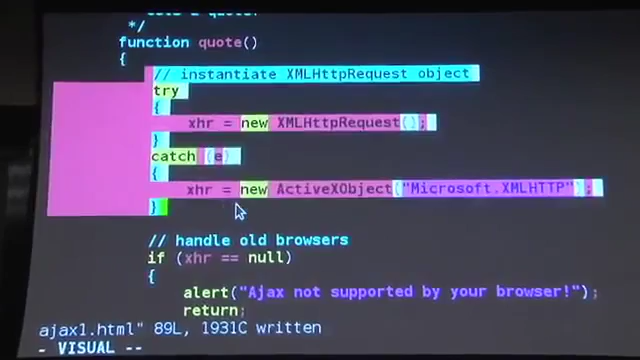 a quote.
*/
function quote()
{
// instantiate XMLHttpRequest object
try
{
xhr = new XMLHttpRequest();
}
catch (e)
{
xhr = new ActiveXObject("Microsoft.XMLHTTP");
}
// handle old browsers
if (xhr == null)
{
alert("Ajax not supported by your browser!");
return;
ajax1.html" 89L, 1931C written
-- VISUAL --